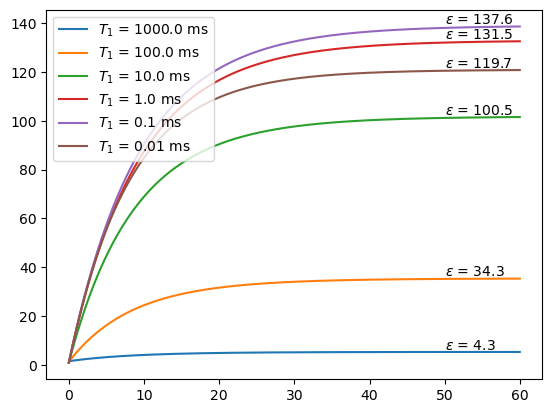 140
120
100
80
60
40
20
0
0 10 20 30 40 50 60
T₁ = 1000.0 ms
T₁ = 100.0 ms
T₁ = 10.0 ms
T₁ = 1.0 ms
T₁ = 0.1 ms
T₁ = 0.01 ms
ε = 137.6
ε = 131.5
ε = 119.7
ε = 100.5
ε = 34.3
ε = 4.3